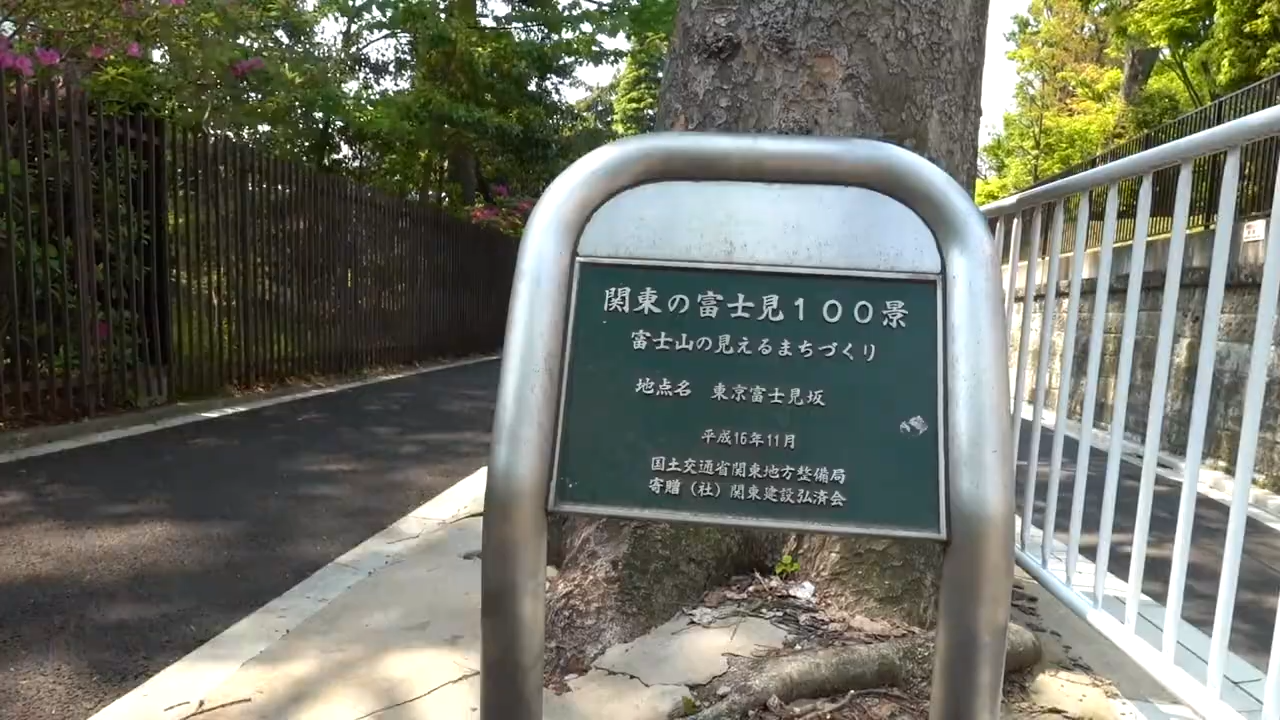 関東の富士見１００景
富士山の見えるまちづくり
地点名　東京富士見坂
平成16年11月
国土交通省関東地方整備局
寄贈（社）関東建設弘済会